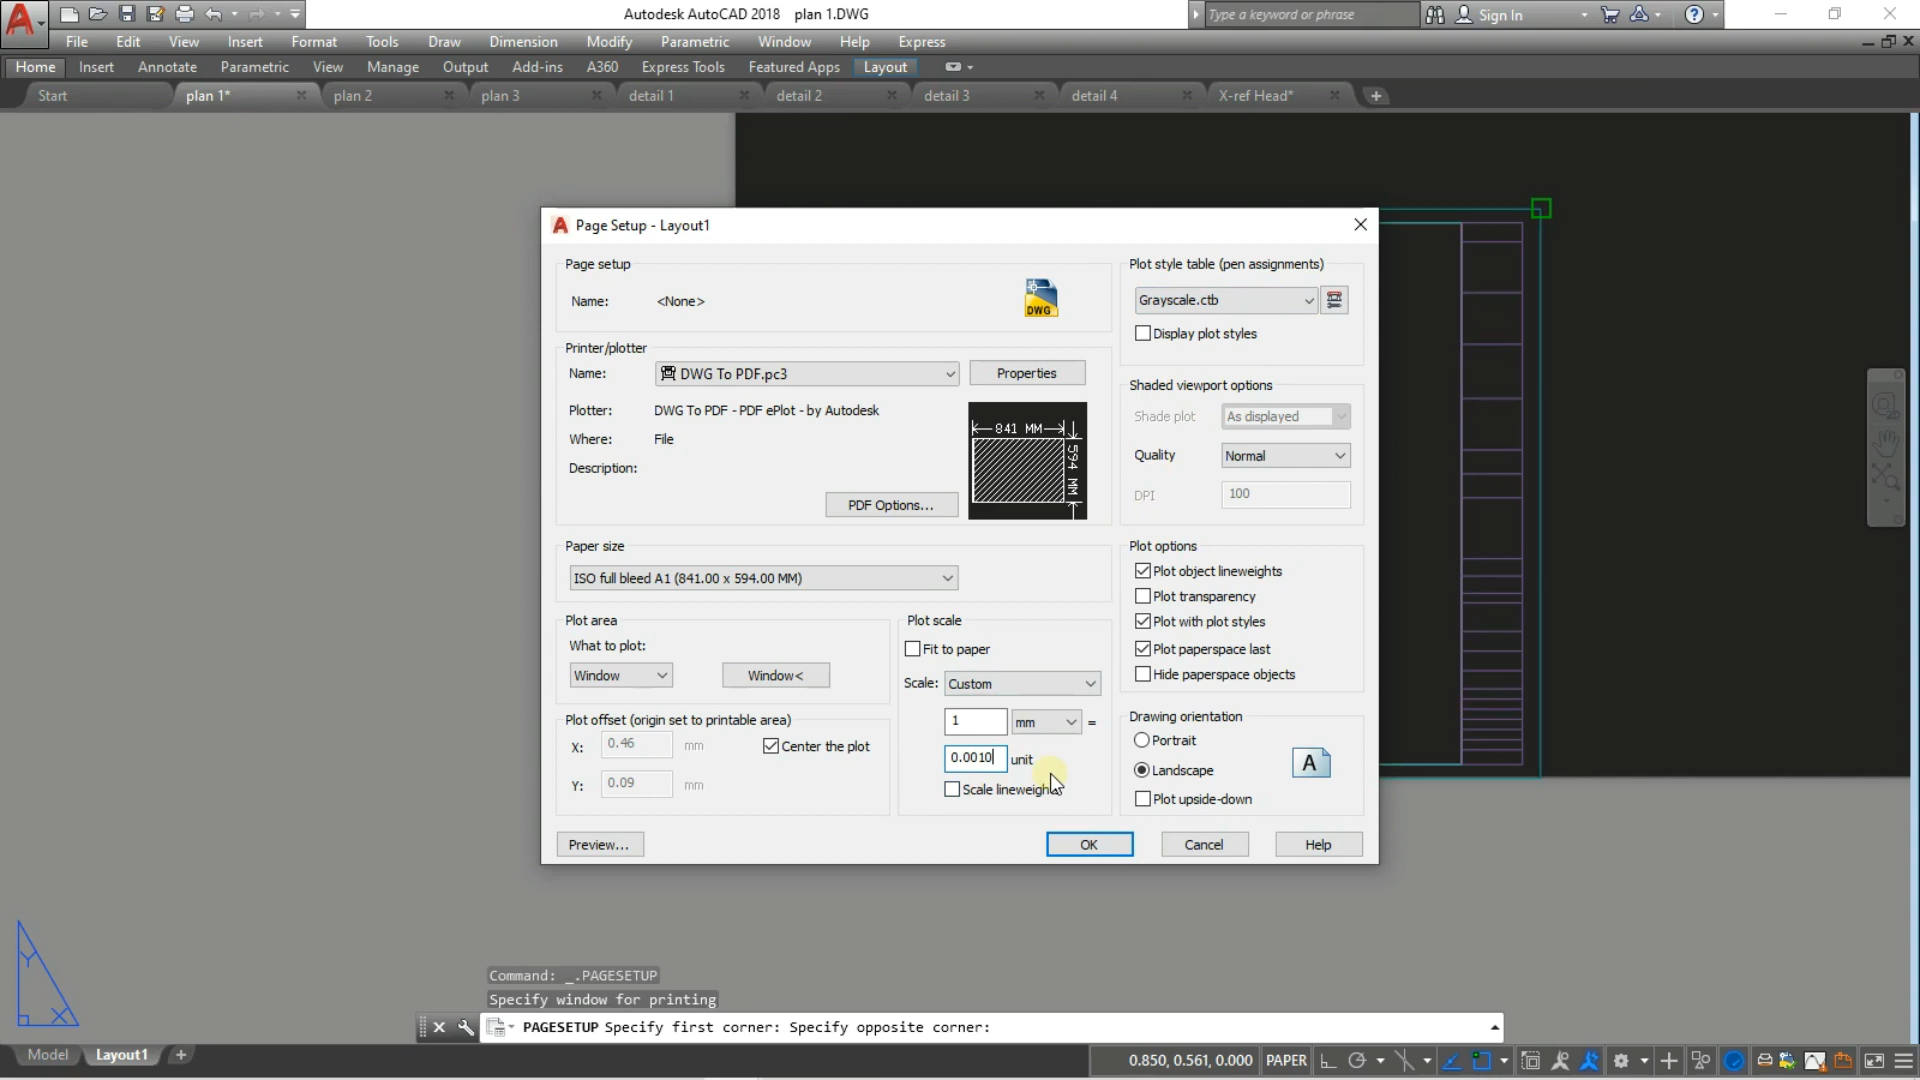 Autodesk AutoCAD 2018 plan 1.DWG
Type a keyword or phrase
Sign In
File Edit View Insert Format Tools Draw Dimension Modify Parametric Window Help Express
Home Insert Annotate Parametric View Manage Output Add-ins A360 Express Tools Featured Apps Layout
Start plan 1* plan 2 plan 3 detail 1 detail 2 detail 3 detail 4 X-ref Head*
Page Setup - Layout1
Page setup
Name: <None>
DWG
Printer/plotter
Name: DWG To PDF.pc3 Properties
Plotter: DWG To PDF - PDF ePlot - by Autodesk
Where: File
Description:
841 MM
594 MM
PDF Options...
Paper size
ISO full bleed A1 (841.00 x 594.00 MM)
Plot area
What to plot:
Window Window<
Plot offset (origin set to printable area)
X: 0.46 mm Center the plot
Y: 0.09 mm
Plot scale
Fit to paper
Scale: Custom
1 mm =
0.0010 unit
Scale lineweights
Plot style table (pen assignments)
Grayscale.ctb
Display plot styles
Shaded viewport options
Shade plot As displayed
Quality Normal
DPI 100
Plot options
Plot object lineweights
Plot transparency
Plot with plot styles
Plot paperspace last
Hide paperspace objects
Drawing orientation
Portrait
Landscape
A
Plot upside-down
Preview... OK Cancel Help
Y
X
Command: _.PAGESETUP
Specify window for printing
PAGESETUP Specify first corner: Specify opposite corner:
Model Layout1
0.850, 0.561, 0.000 PAPER